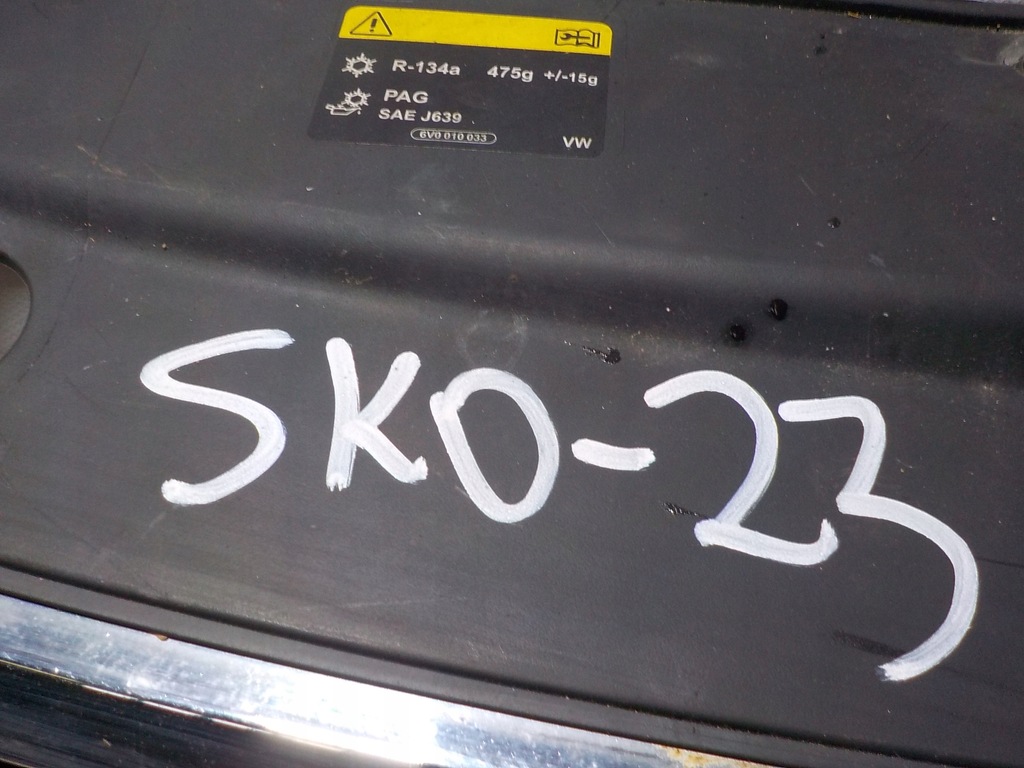 R-134a 475g +/-15g
PAG
SAE J639
6V0 010 033
VW
SKO-23